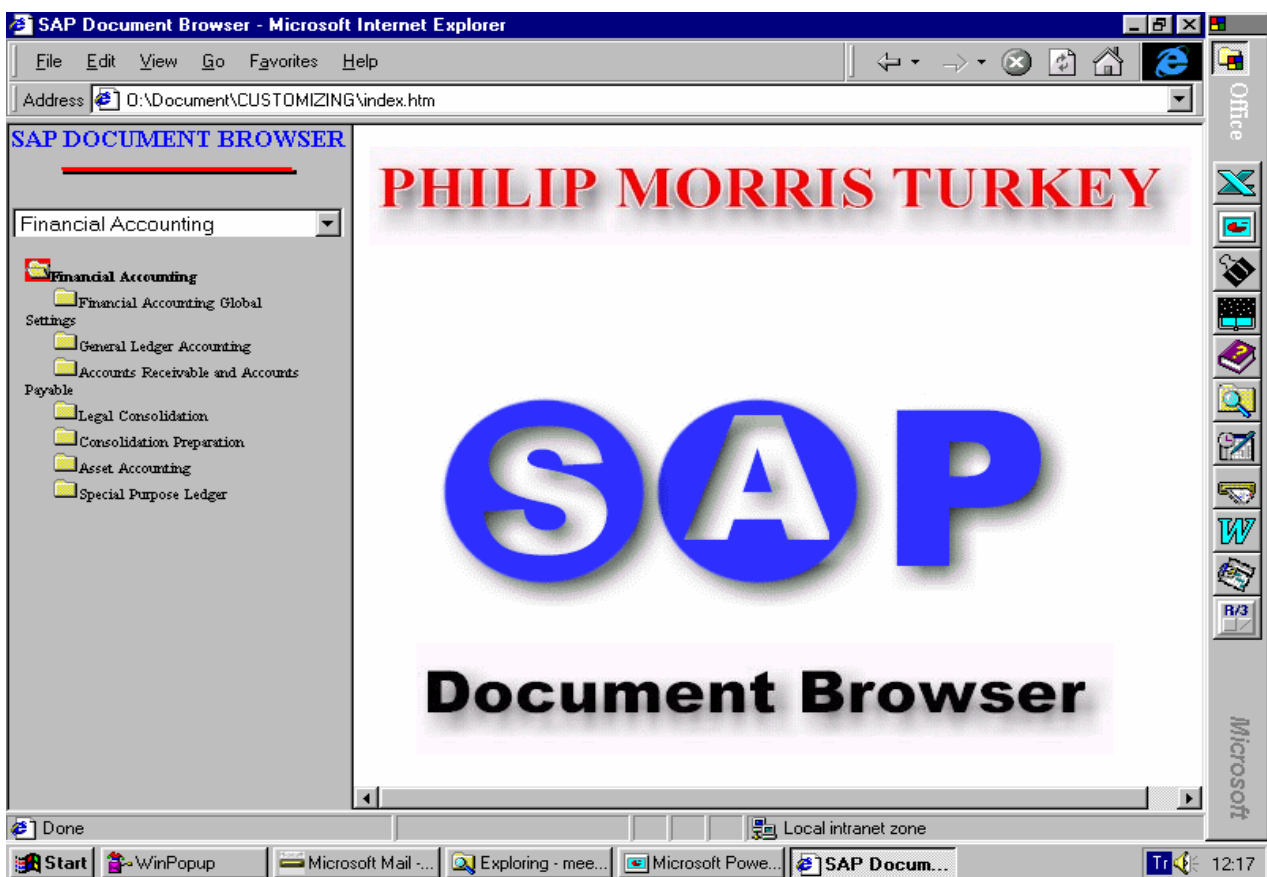 SAP Document Browser - Microsoft Internet Explorer
File Edit View Go Favorites Help
Address O:\Document\CUSTOMIZING\index.htm
SAP DOCUMENT BROWSER
Financial Accounting
Financial Accounting
Financial Accounting Global
Settings
General Ledger Accounting
Accounts Receivable and Accounts
Payable
Legal Consolidation
Consolidation Preparation
Asset Accounting
Special Purpose Ledger
PHILIP MORRIS TURKEY
SAP
Document Browser
Office
W
R/3
Microsoft
Done
Local intranet zone
Start
WinPopup
Microsoft Mail -...
Exploring - mee...
Microsoft Powe...
SAP Docum...
Tr
12:17